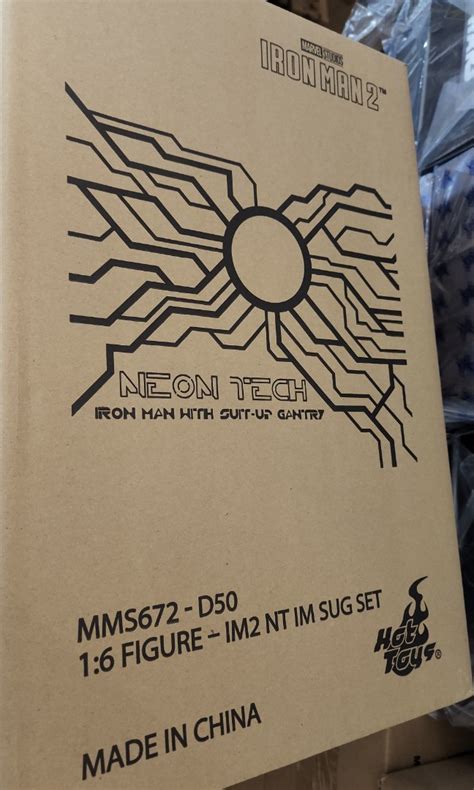 MARVEL STUDIOS
IRON MAN 2™
NEON TECH
IRON MAN WITH SUIT-UP GANTRY
MMS672 - D50
1:6 FIGURE - IM2 NT IM SUG SET
Hot
Toys®
MADE IN CHINA